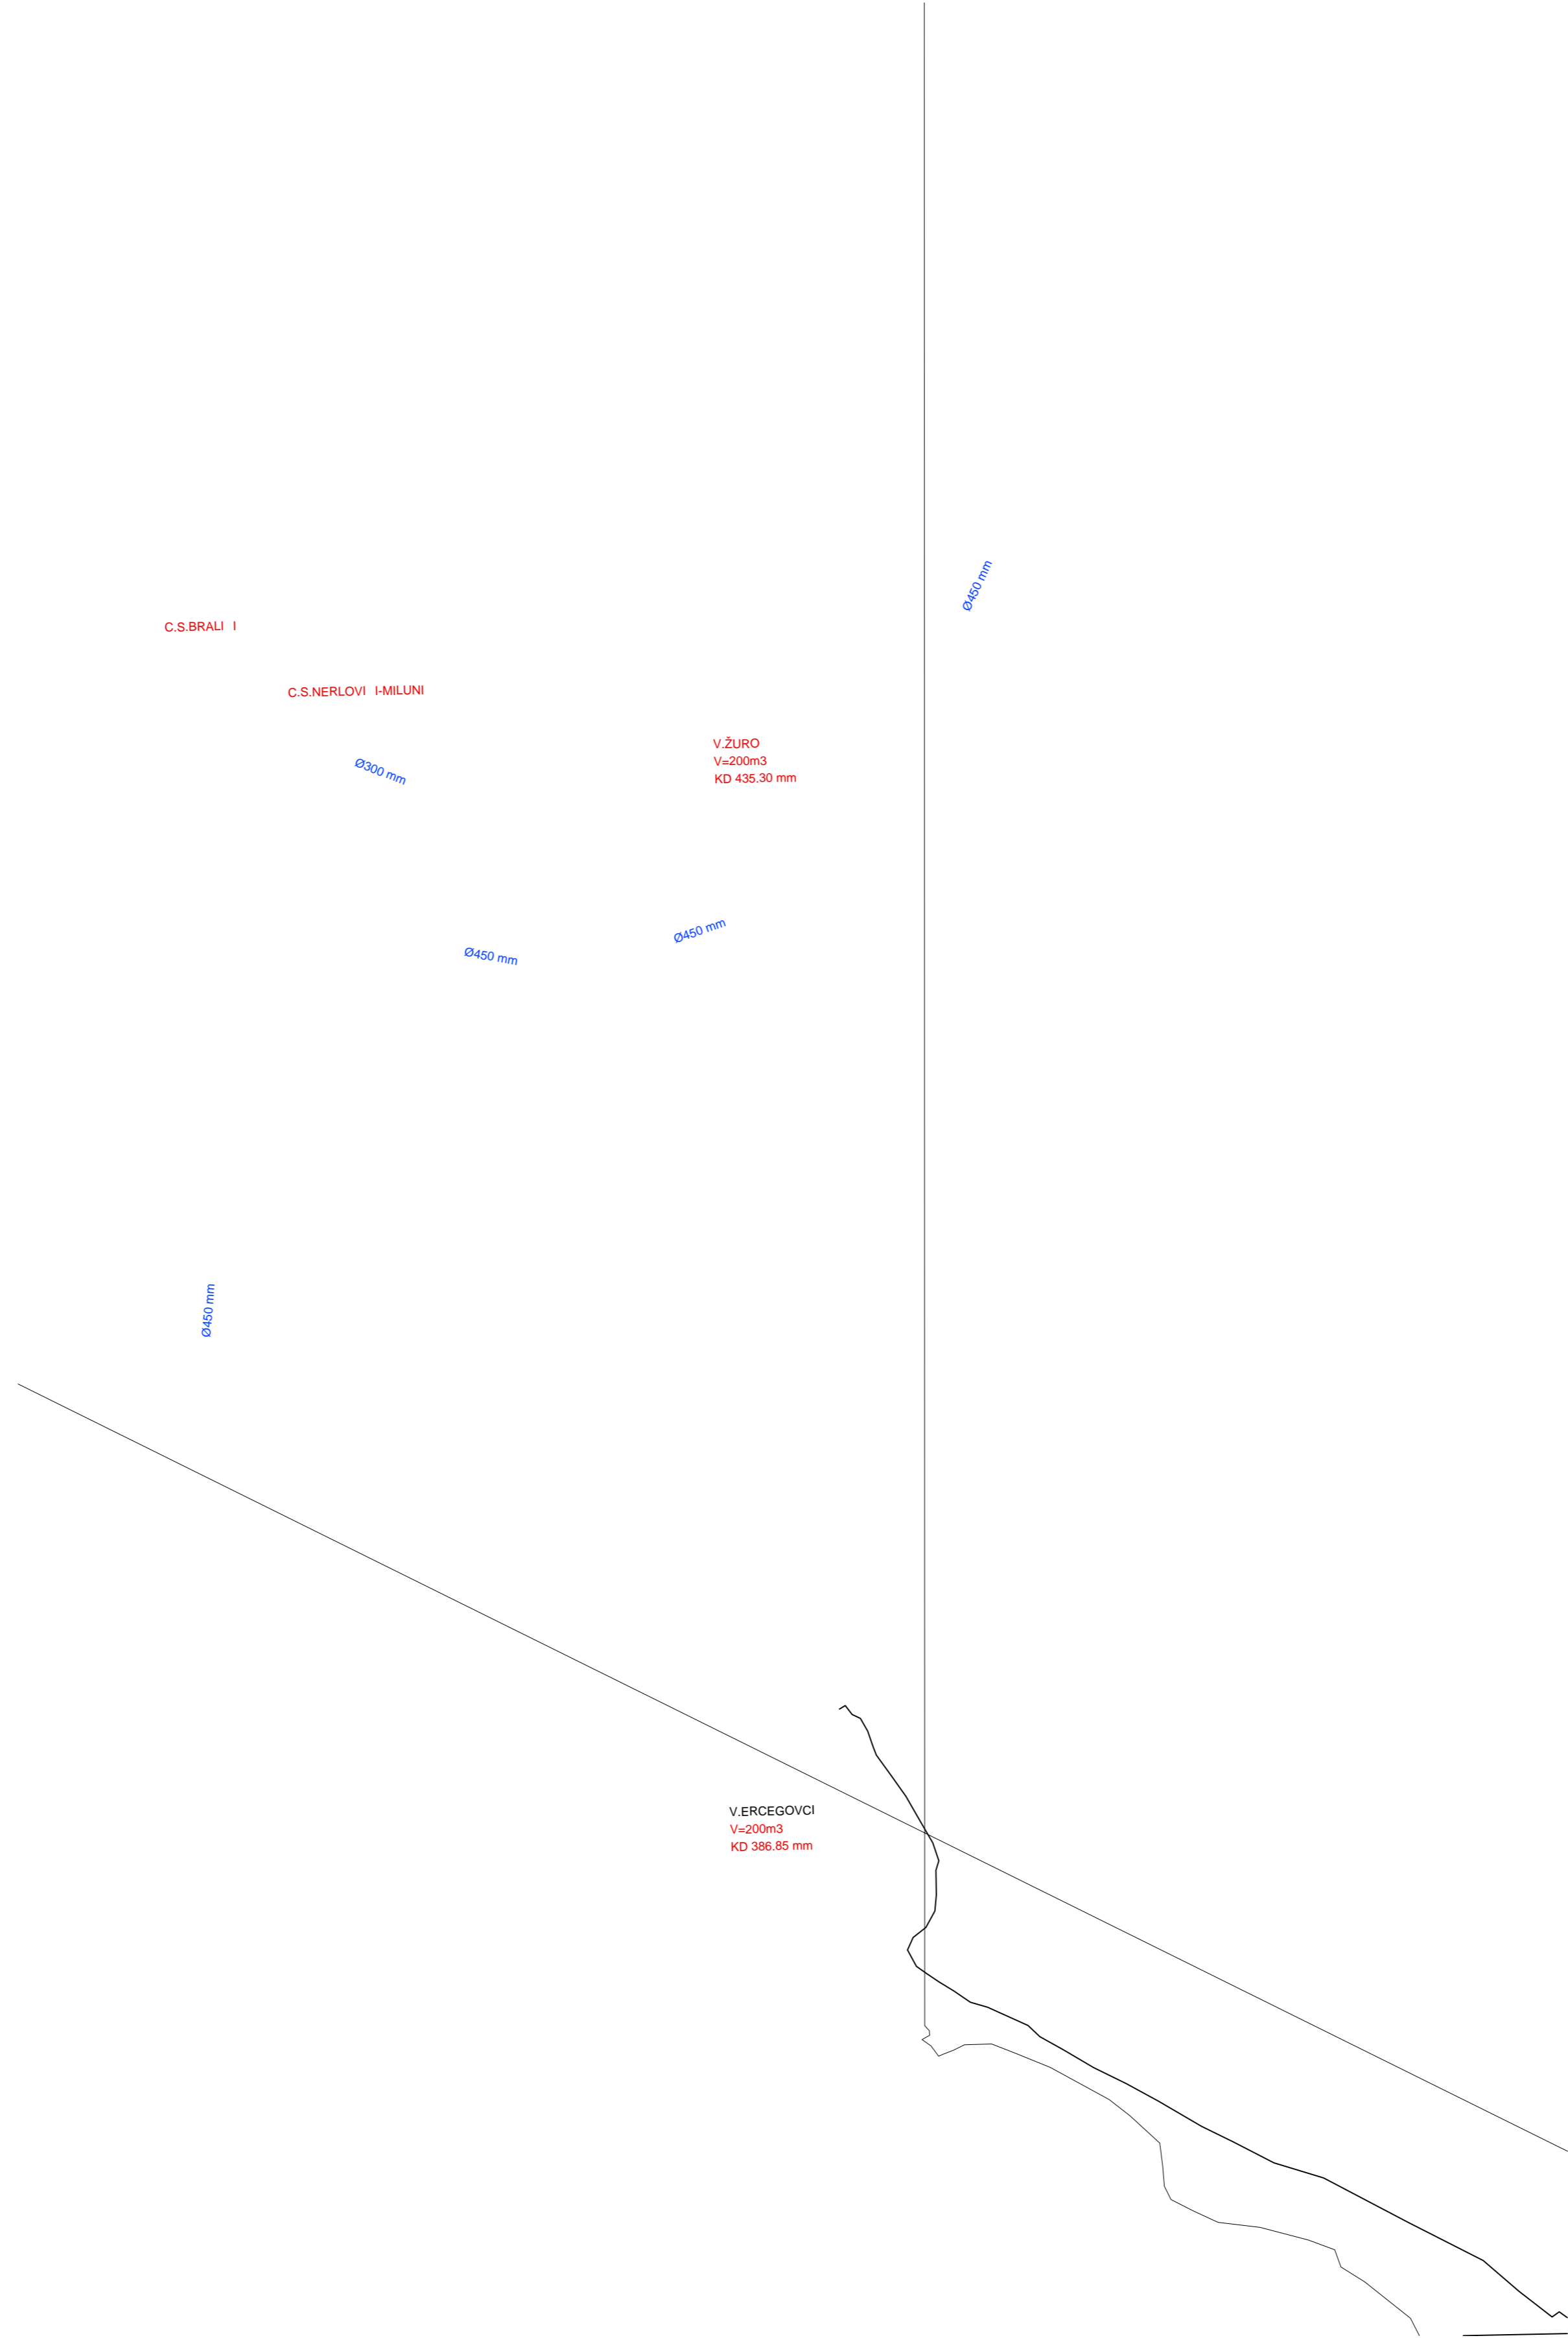 Ø450 mm
C.S.BRALI I
C.S.NERLOVI I-MILUNI
V.ŽURO
V=200m3
KD 435.30 mm
Ø300 mm
Ø450 mm
Ø450 mm
Ø450 mm
V.ERCEGOVCI
V=200m3
KD 386.85 mm